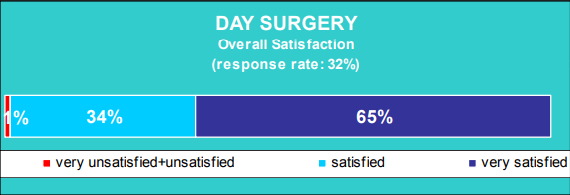 DAY SURGERY
Overall Satisfaction
(response rate: 32%)
1% 34% 65%
very unsatisfied+unsatisfied satisfied very satisfied